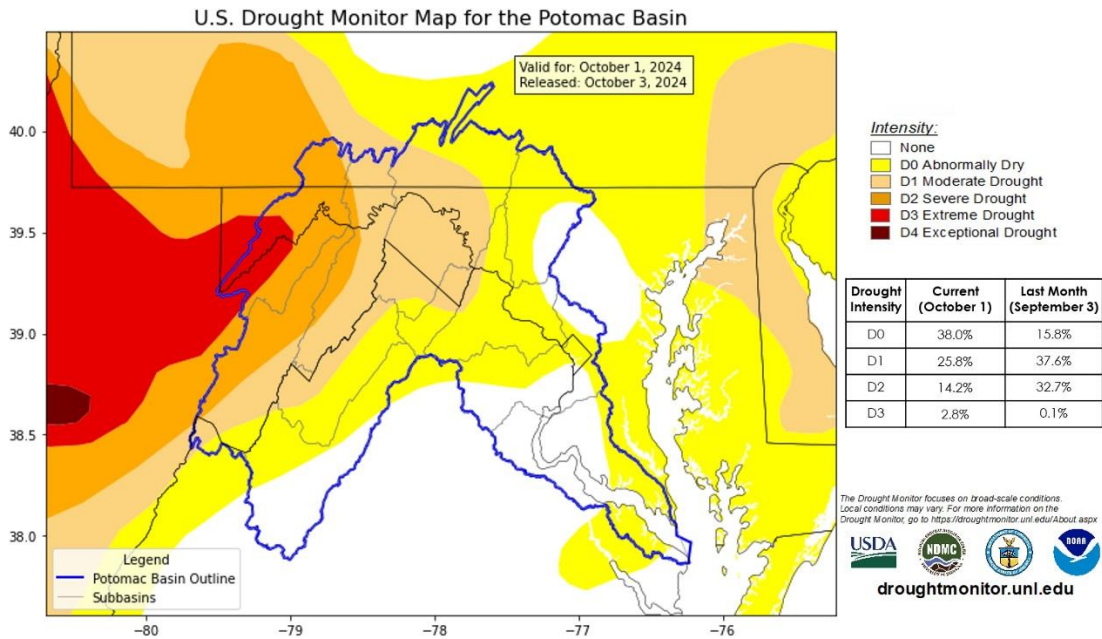 U.S. Drought Monitor Map for the Potomac Basin
Valid for: October 1, 2024
Released: October 3, 2024
40.0
39.5
39.0
38.5
38.0
−80
−79
−78
−77
−76
Legend
Potomac Basin Outline
Subbasins
Intensity:
None
D0 Abnormally Dry
D1 Moderate Drought
D2 Severe Drought
D3 Extreme Drought
D4 Exceptional Drought
Drought Intensity Current (October 1) Last Month (September 3)
D0 38.0% 15.8%
D1 25.8% 37.6%
D2 14.2% 32.7%
D3 2.8% 0.1%
The Drought Monitor focuses on broad-scale conditions.
Local conditions may vary. For more information on the
Drought Monitor, go to https://droughtmonitor.unl.edu/About.aspx
USDA
NDMC
NOAA
droughtmonitor.unl.edu